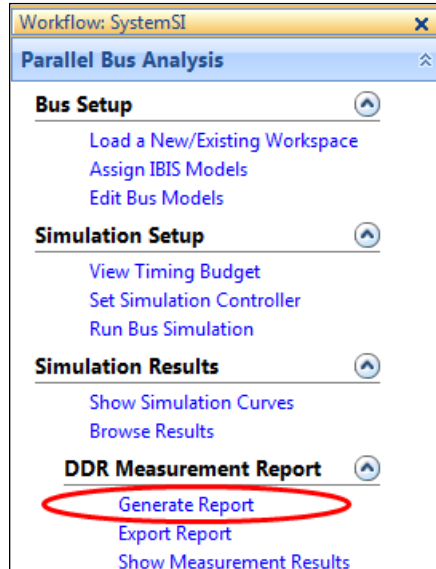 Workflow: SystemSI
Parallel Bus Analysis
Bus Setup
Load a New/Existing Workspace
Assign IBIS Models
Edit Bus Models
Simulation Setup
View Timing Budget
Set Simulation Controller
Run Bus Simulation
Simulation Results
Show Simulation Curves
Browse Results
DDR Measurement Report
Generate Report
Export Report
Show Measurement Results